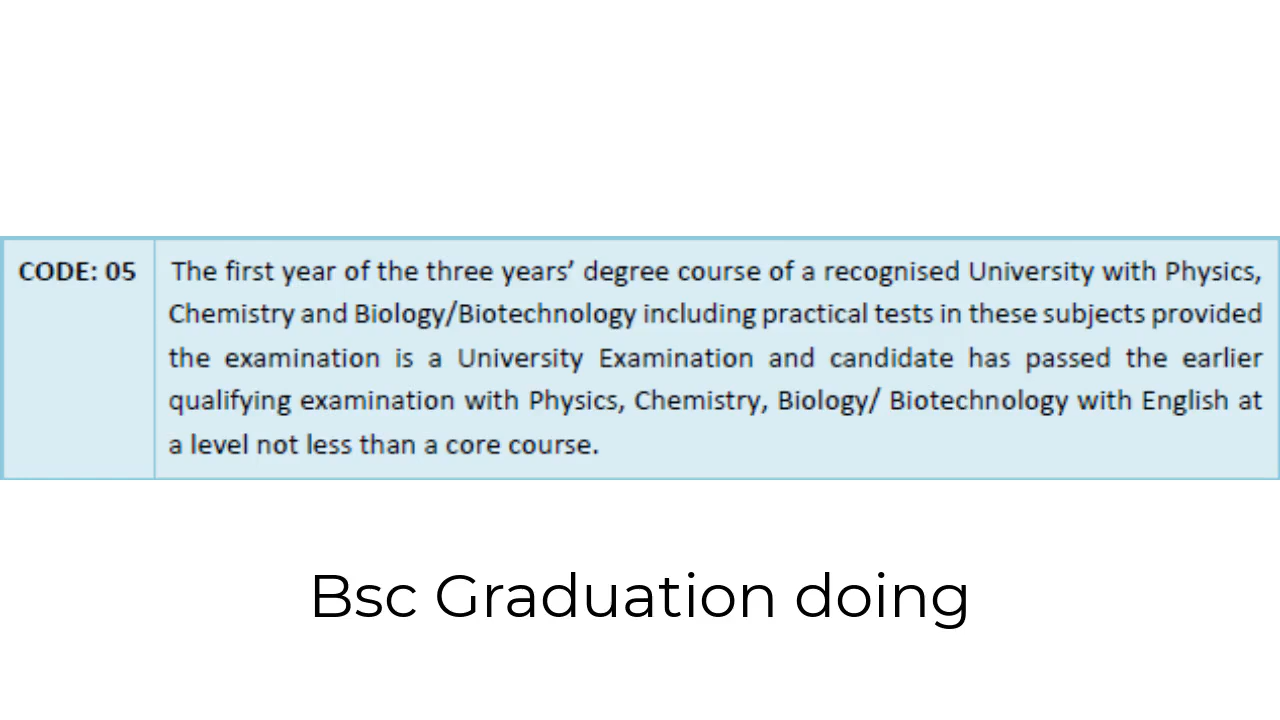 CODE: 05
The first year of the three years’ degree course of a recognised University with Physics,
Chemistry and Biology/Biotechnology including practical tests in these subjects provided
the examination is a University Examination and candidate has passed the earlier
qualifying examination with Physics, Chemistry, Biology/ Biotechnology with English at
a level not less than a core course.
Bsc Graduation doing